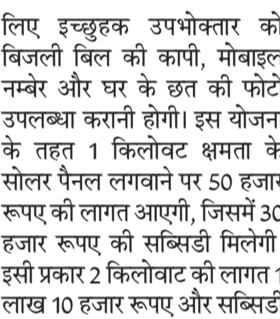 लिए इच्छुहक उपभोक्तार को
बिजली बिल की कापी, मोबाइल
नम्बेर और घर के छत की फोटो
उपलब्धा करानी होगी। इस योजन
के तहत 1 किलोवट क्षमता के
सोलर पैनल लगवाने पर 50 हजार
रूपए की लागत आएगी, जिसमें 30
हजार रूपए की सब्सिडी मिलेगी
इसी प्रकार 2 किलोवाट की लागत 1
लाख 10 हजार रूपए और सब्सिडी